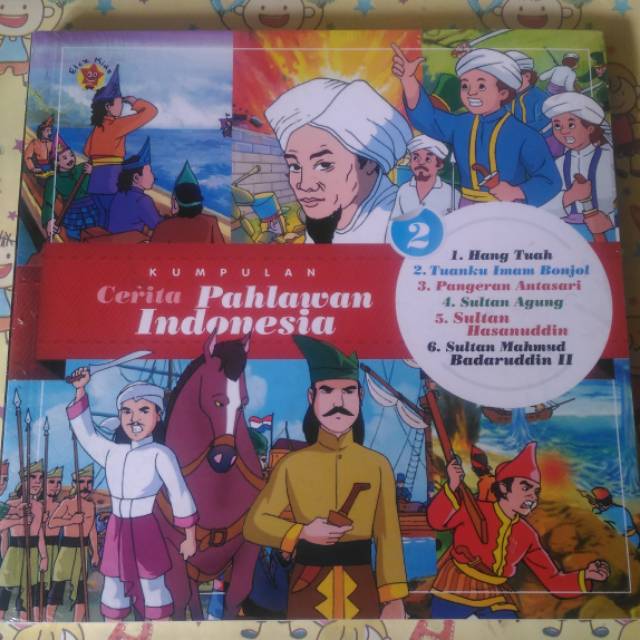 2
1. Hang Tuah
2. Tuanku Imam Bonjol
3. Pangeran Antasari
4. Sultan Agung
5. Sultan
Hasanuddin
6. Sultan Mahmud
Badaruddin II
KUMPULAN
Cerita Pahlawan
Indonesia